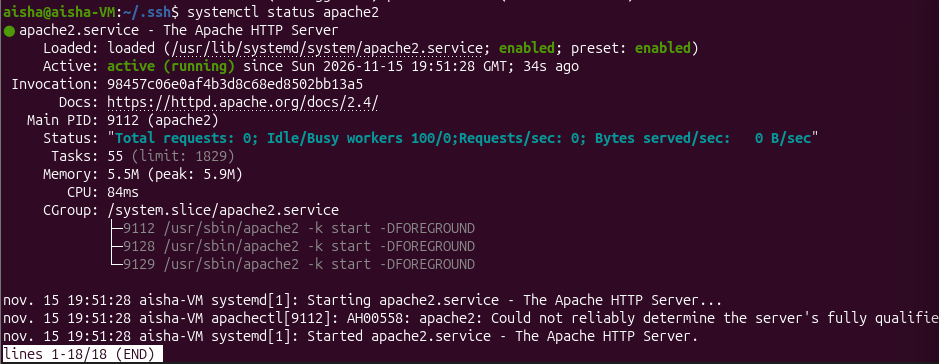 aisha@aisha-VM:~/.ssh$ systemctl status apache2
● apache2.service - The Apache HTTP Server
Loaded: loaded (/usr/lib/systemd/system/apache2.service; enabled; preset: enabled)
Active: active (running) since Sun 2026-11-15 19:51:28 GMT; 34s ago
Invocation: 98457c06e0af4b3d8c68ed8502bb13a5
Docs: https://httpd.apache.org/docs/2.4/
Main PID: 9112 (apache2)
Status: "Total requests: 0; Idle/Busy workers 100/0;Requests/sec: 0; Bytes served/sec:   0 B/sec"
Tasks: 55 (limit: 1829)
Memory: 5.5M (peak: 5.9M)
CPU: 84ms
CGroup: /system.slice/apache2.service
├─9112 /usr/sbin/apache2 -k start -DFOREGROUND
├─9128 /usr/sbin/apache2 -k start -DFOREGROUND
└─9129 /usr/sbin/apache2 -k start -DFOREGROUND
nov. 15 19:51:28 aisha-VM systemd[1]: Starting apache2.service - The Apache HTTP Server...
nov. 15 19:51:28 aisha-VM apachectl[9112]: AH00558: apache2: Could not reliably determine the server's fully qualifie
nov. 15 19:51:28 aisha-VM systemd[1]: Started apache2.service - The Apache HTTP Server.
lines 1-18/18 (END)